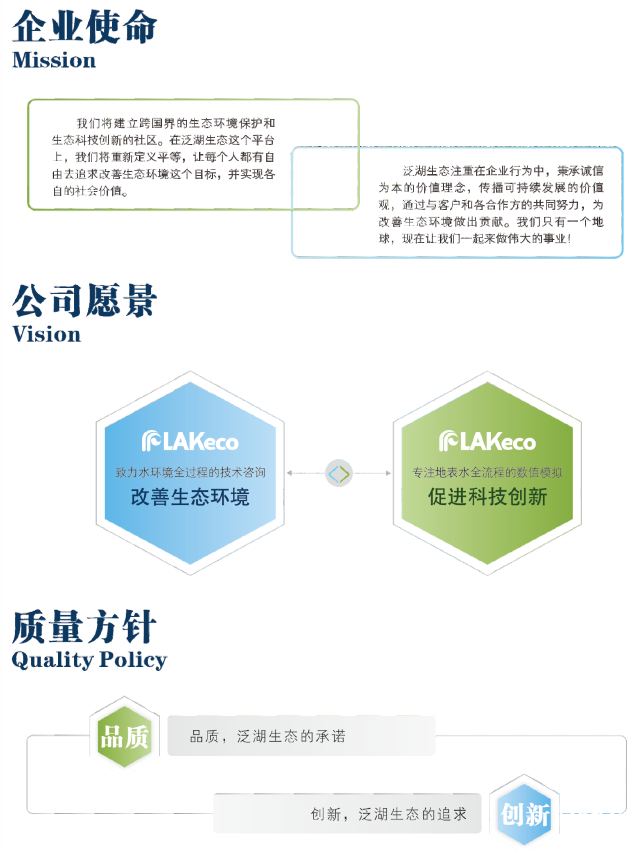 企业使命
Mission
我们将建立跨国界的生态环境保护和
生态科技创新的社区。在泛湖生态这个平台
上，我们将重新定义平等，让每个人都有自
由去追求改善生态环境这个目标，并实现各
自的社会价值。
泛湖生态注重在企业行为中，秉承诚信
为本的价值理念，传播可持续发展的价值
观，通过与客户和各合作方的共同努力，为
改善生态环境做出贡献。我们只有一个地
球，现在让我们一起来做伟大的事业！
公司愿景
Vision
LAKeco
致力水环境全过程的技术咨询
改善生态环境
LAKeco
专注地表水全流程的数值模拟
促进科技创新
质量方针
Quality Policy
品质
品质，泛湖生态的承诺
创新，泛湖生态的追求
创新